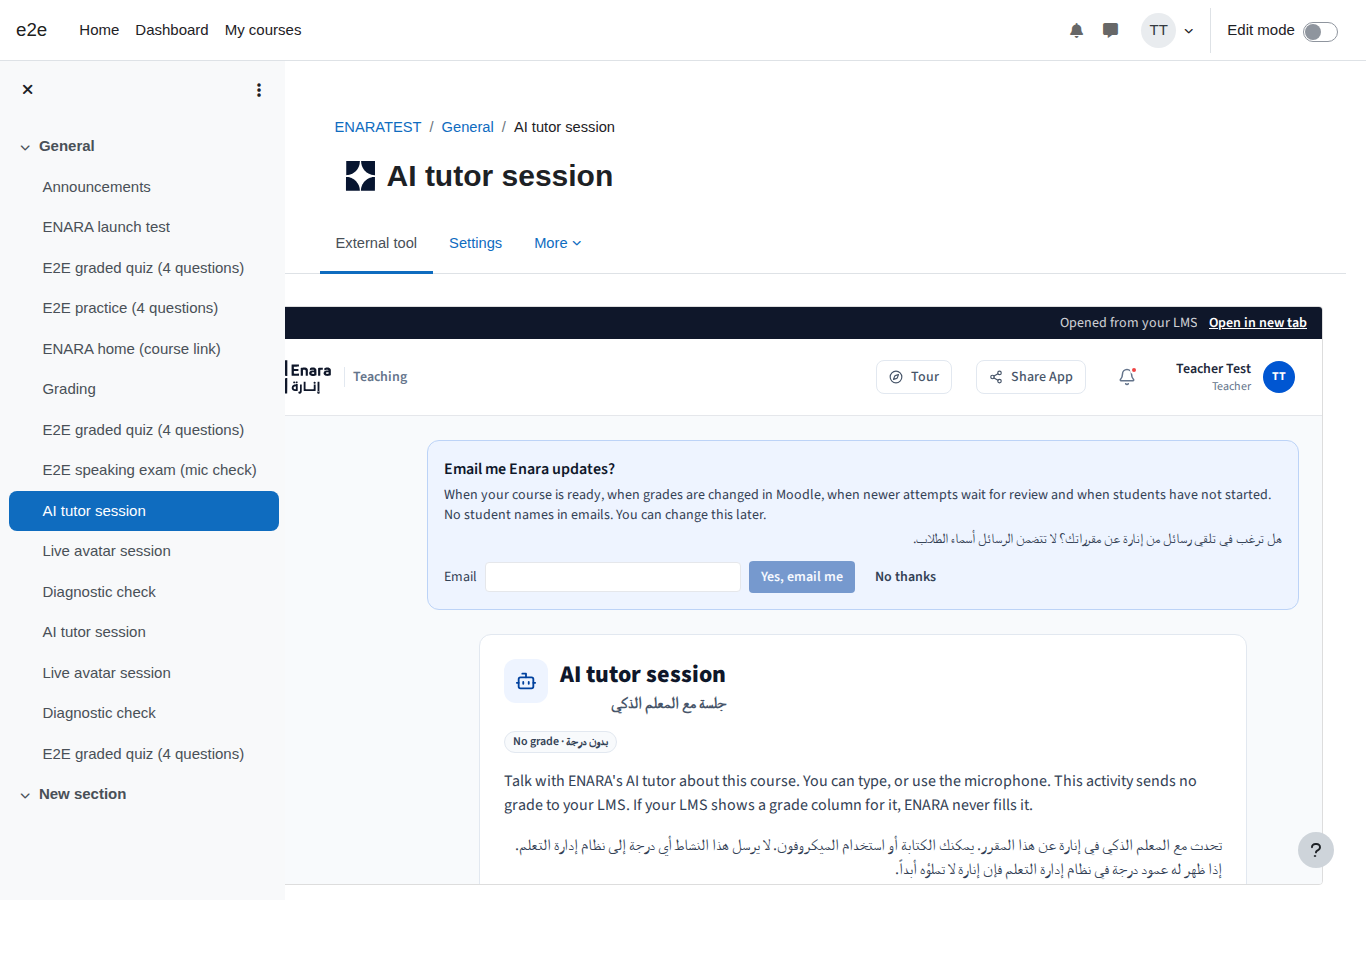 e2e Home Dashboard My courses TT Edit mode
General
Announcements
ENARA launch test
E2E graded quiz (4 questions)
E2E practice (4 questions)
ENARA home (course link)
Grading
E2E graded quiz (4 questions)
E2E speaking exam (mic check)
AI tutor session
Live avatar session
Diagnostic check
AI tutor session
Live avatar session
Diagnostic check
E2E graded quiz (4 questions)
New section
ENARATEST / General / AI tutor session
AI tutor session
External tool Settings More
Opened from your LMS Open in new tab
Enara
إنارة
Teaching
Tour
Share App
Teacher Test
Teacher
TT
Email me Enara updates?
When your course is ready, when grades are changed in Moodle, when newer attempts wait for review and when students have not started.
No student names in emails. You can change this later.
هل ترغب في تلقي رسائل من إنارة عن مقرراتك؟ لا تتضمن الرسائل أسماء الطلاب.
Email Yes, email me No thanks
AI tutor session
جلسة مع المعلم الذكي
No grade · بدون درجة
Talk with ENARA's AI tutor about this course. You can type, or use the microphone. This activity sends no
grade to your LMS. If your LMS shows a grade column for it, ENARA never fills it.
تحدث مع المعلم الذكي في إنارة عن هذا المقرر. يمكنك الكتابة أو استخدام الميكروفون. لا يرسل هذا النشاط أي درجة إلى نظام إدارة التعلم.
إذا ظهر له عمود درجة في نظام إدارة التعلم فإن إنارة لا تملؤه أبداً.
?